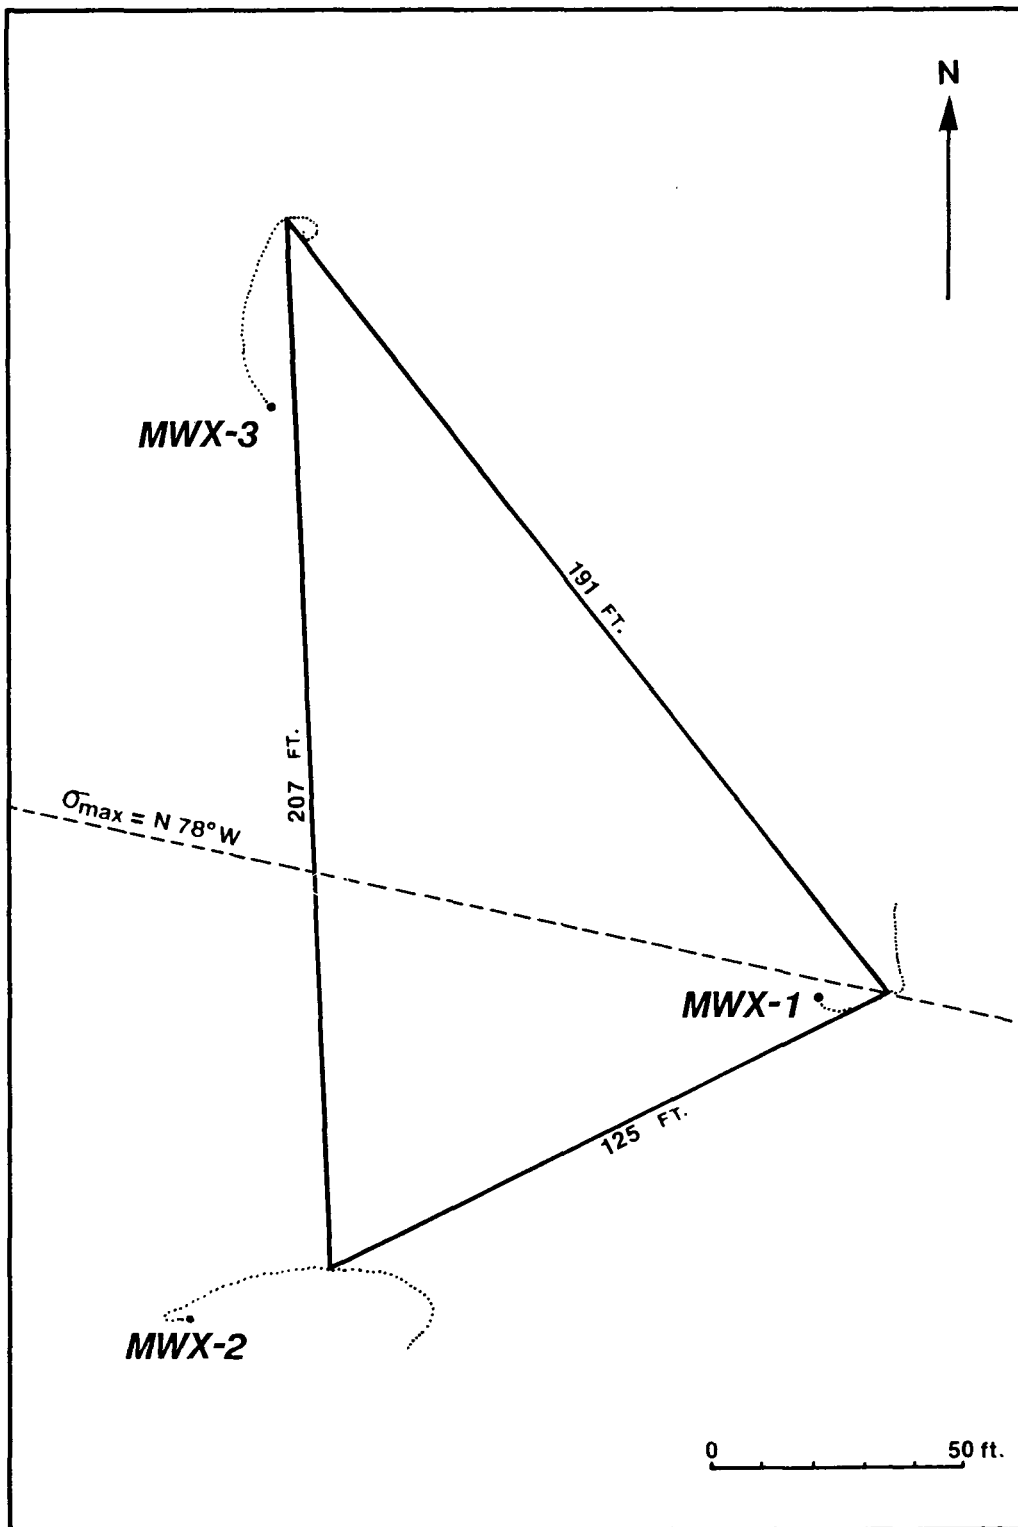 N
MWX-3
191 FT.
207 FT.
σmax = N 78° W
MWX-1
125 FT.
MWX-2
0 50 ft.